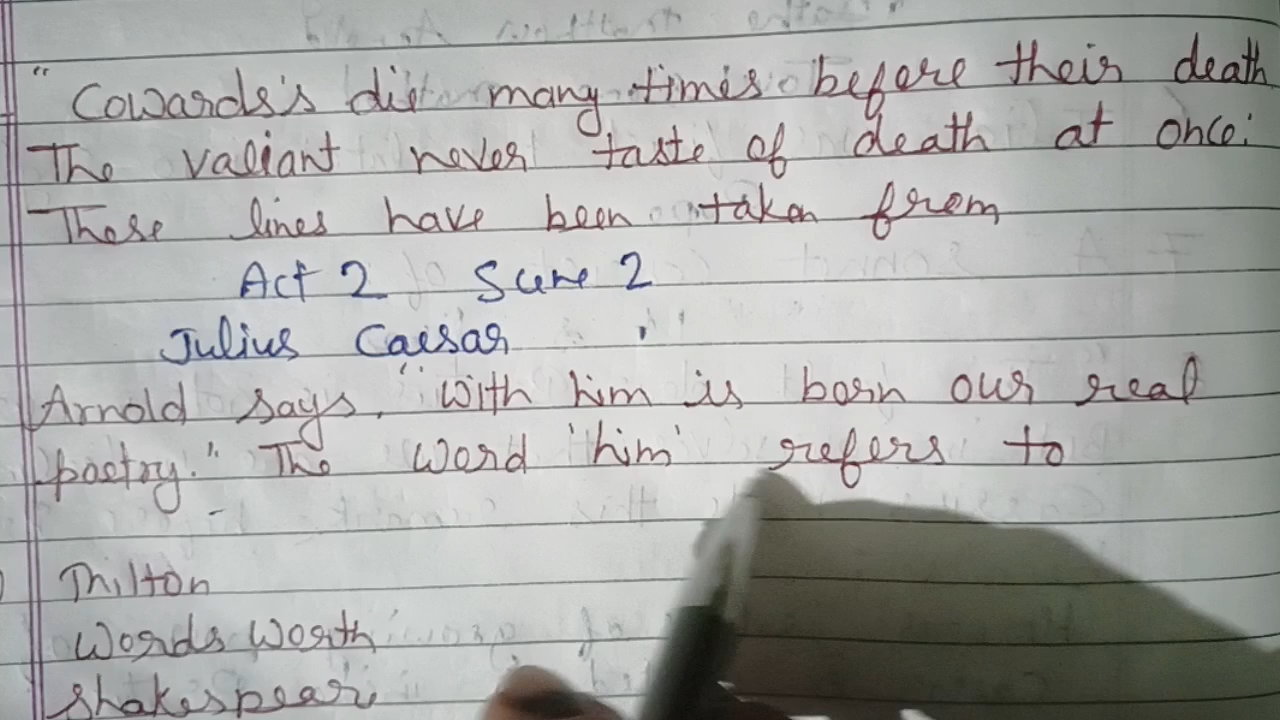 "Cowards's die many times before their death
The valiant never taste of death at once.
These lines have been taken from
Act 2 Scene 2
Julius Caesar
Arnold says, "With him is born our real
poetry." The word 'him' refers to
Milton
Words Worth
Shakespear